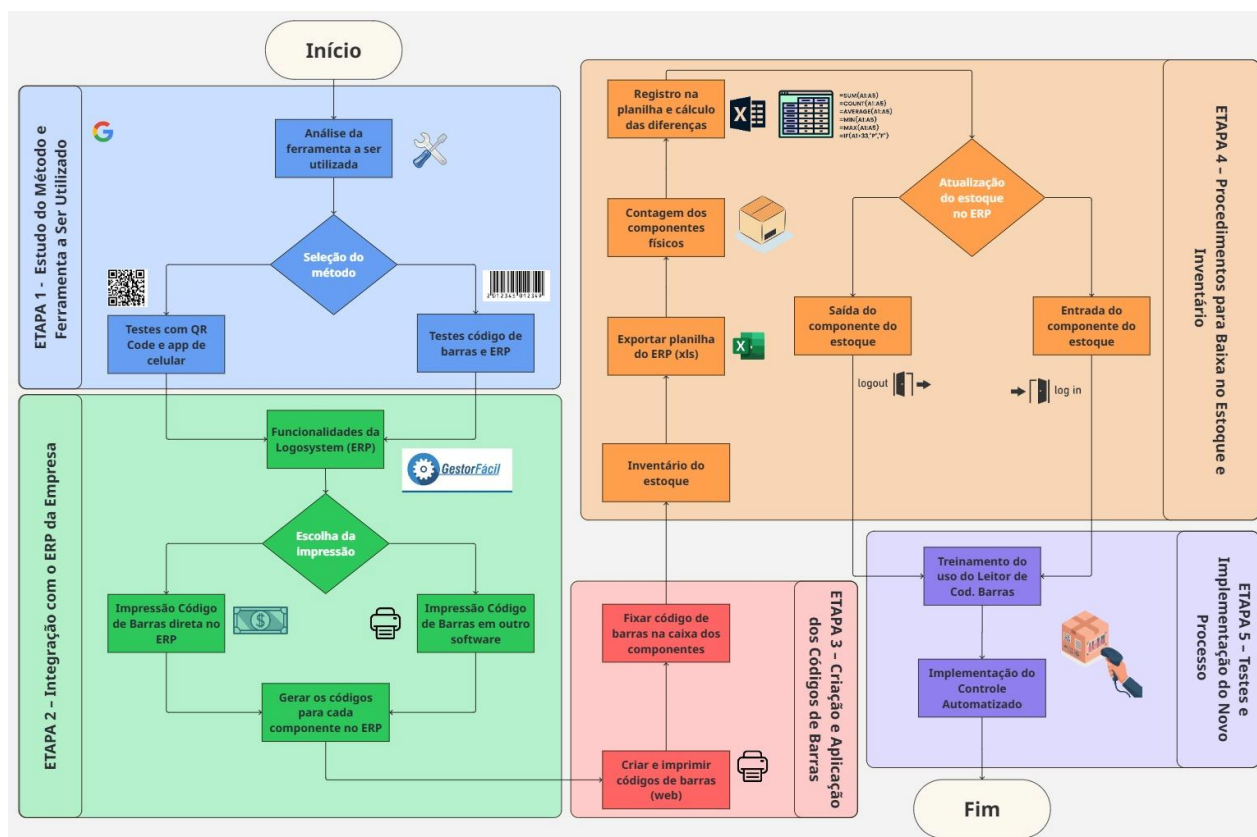 Início
ETAPA 1 - Estudo do Método e
Ferramenta a Ser Utilizado
Análise da
ferramenta a ser
utilizada
Seleção do
método
2 012345 012349
Testes com QR
Code e app de
celular
Testes código de
barras e ERP
ETAPA 2 – Integração com o ERP da Empresa
Funcionalidades da
Logosystem (ERP)
GestorFácil
Escolha da
impressão
Impressão Código
de Barras direta no
ERP
Impressão Código
de Barras em outro
software
Gerar os códigos
para cada
componente no ERP
ETAPA 3 – Criação e Aplicação
dos Códigos de Barras
Criar e imprimir
códigos de barras
(web)
Fixar código de
barras na caixa dos
componentes
ETAPA 4 – Procedimentos para Baixa no Estoque e
Inventário
Inventário do
estoque
Exportar planilha
do ERP (xls)
X
Contagem dos
componentes
físicos
Registro na
planilha e cálculo
das diferenças
X
=SUM(A1:A5)
=COUNT(A1:A5)
=AVERAGE(A1:A5)
=MIN(A1:A5)
=MAX(A1:A5)
=IF(A1>33,"P","F")
Atualização
do estoque
no ERP
Saída do
componente do
estoque
Entrada do
componente do
estoque
logout
log in
ETAPA 5 – Testes e
Implementação do Novo
Processo
Treinamento do
uso do Leitor de
Cod. Barras
Implementação do
Controle
Automatizado
Fim